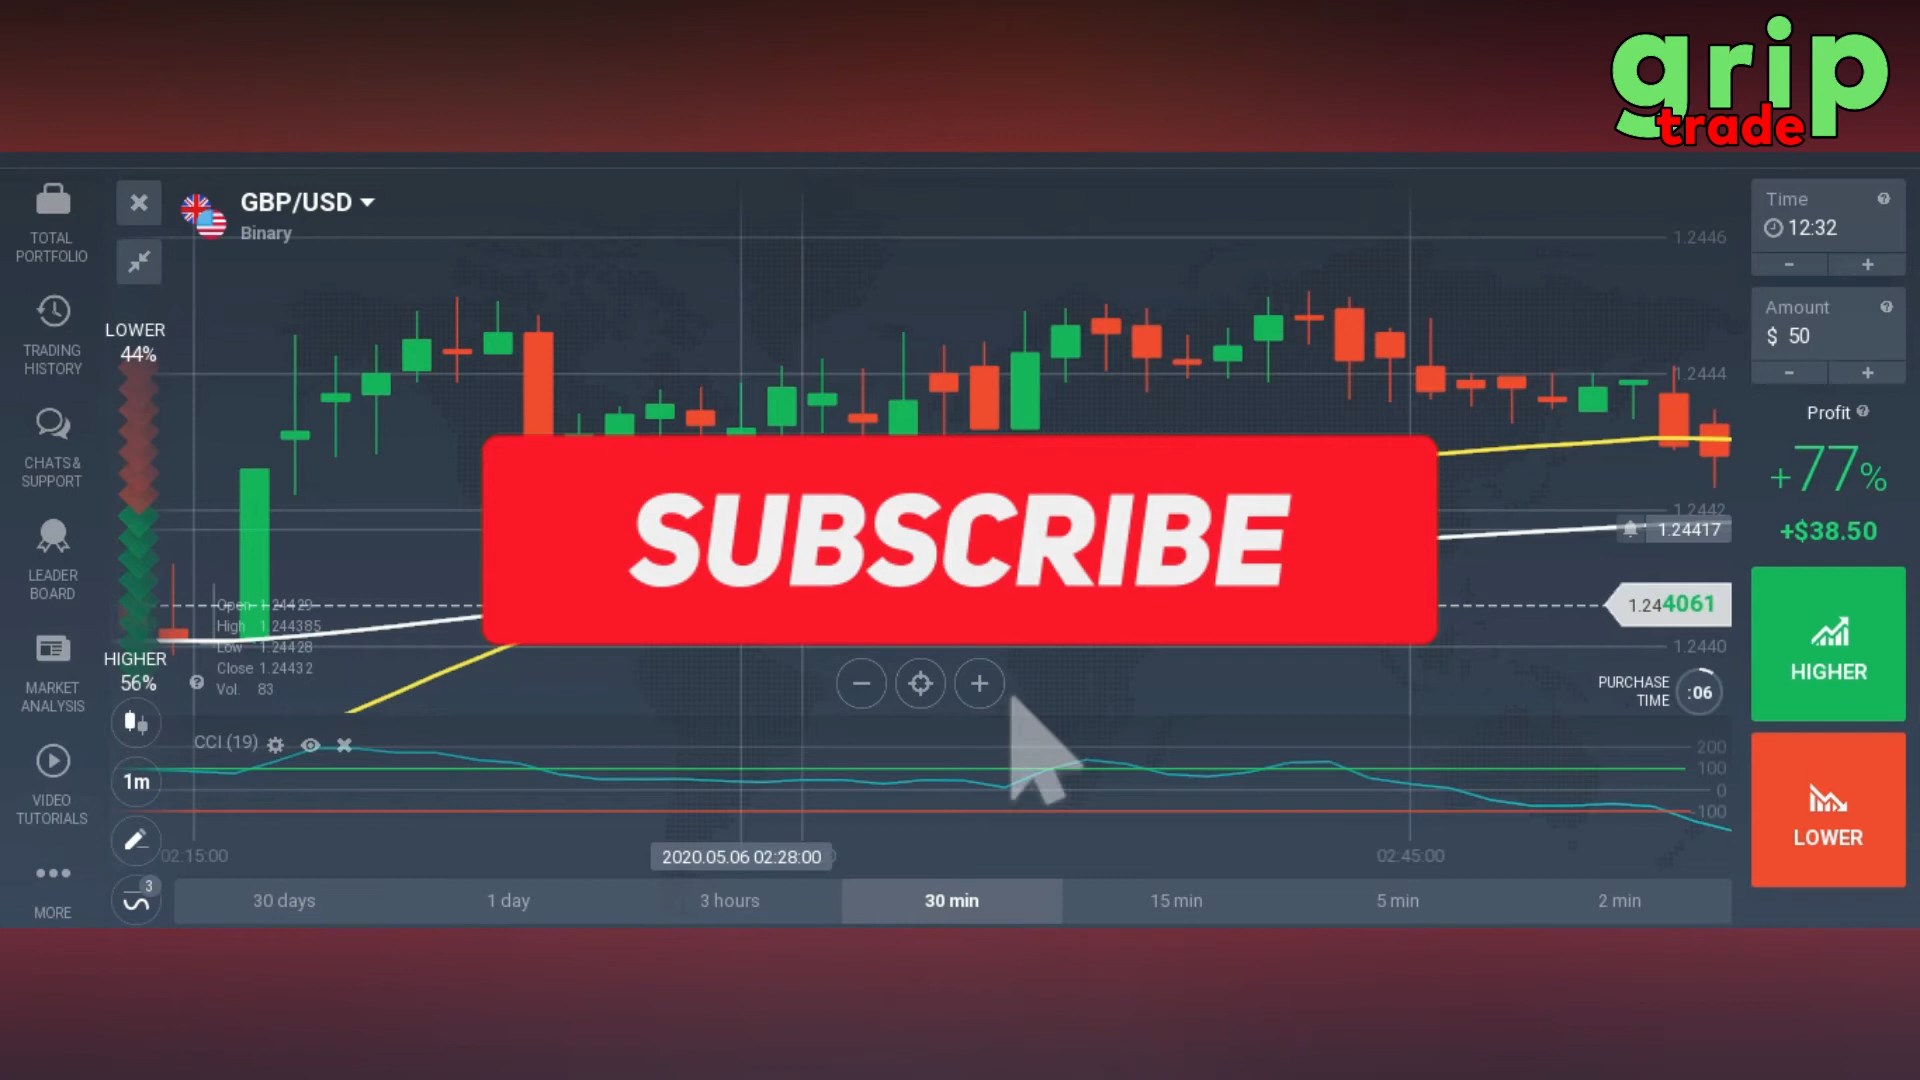 grip
trade
TOTAL
PORTFOLIO
TRADING
HISTORY
CHATS &
SUPPORT
LEADER
BOARD
MARKET
ANALYSIS
VIDEO
TUTORIALS
MORE
GBP/USD
Binary
LOWER
44%
HIGHER
56%
Open 1.24429
High 1.244385
Low 1.24428
Close 1.24432
Vol. 83
SUBSCRIBE
1.2446
1.2444
1.2442
1.24417
1.244061
1.2440
PURCHASE
TIME
:06
CCI (19)
200
100
0
-100
1m
3
02:15:00
2020.05.06 02:28:00
02:45:00
30 days
1 day
3 hours
30 min
15 min
5 min
2 min
Time
12:32
- +
Amount
$ 50
- +
Profit
+77%
+$38.50
HIGHER
LOWER